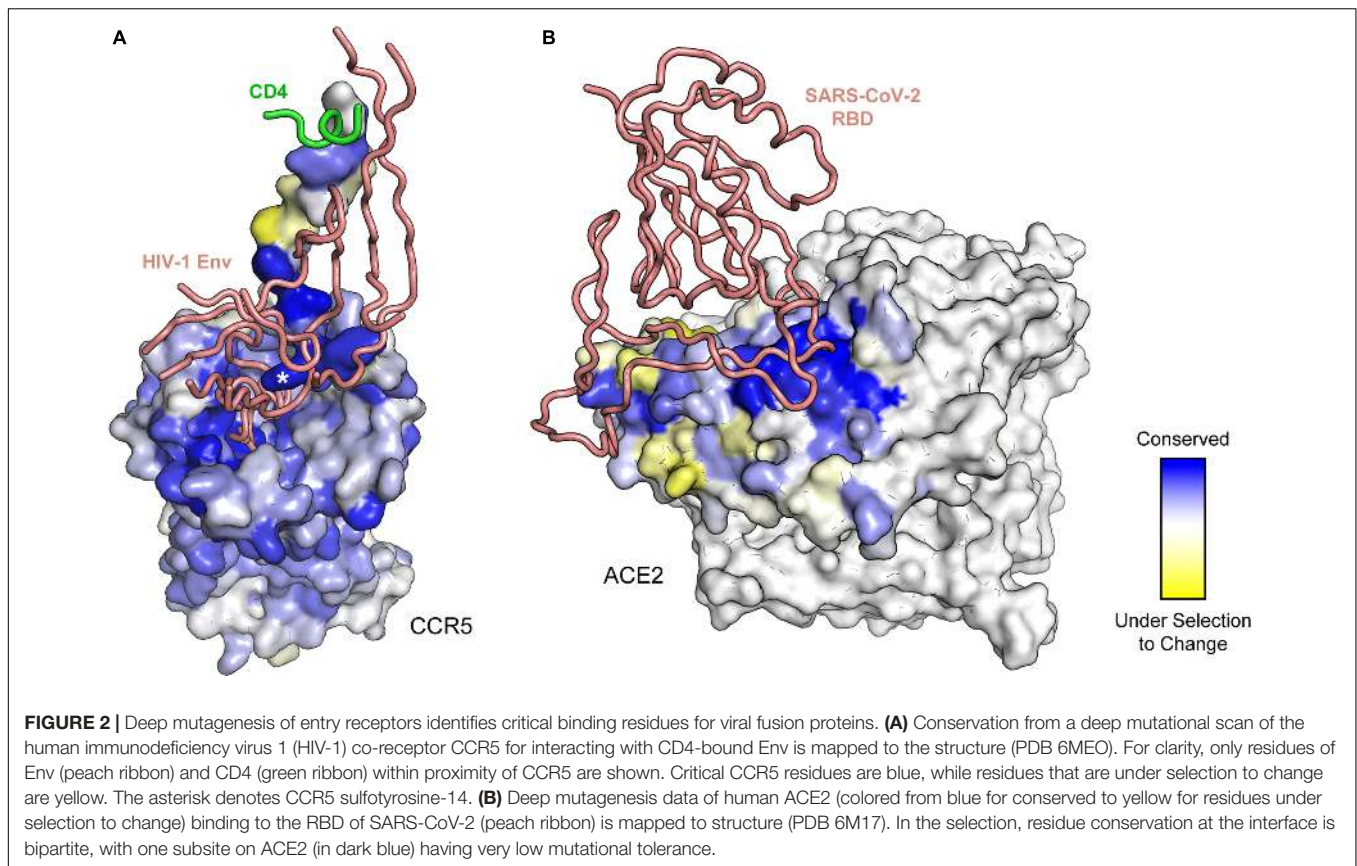 A
B
CD4
SARS-CoV-2
RBD
HIV-1 Env
*
Conserved
ACE2
CCR5
Under Selection
to Change
FIGURE 2 | Deep mutagenesis of entry receptors identifies critical binding residues for viral fusion proteins. (A) Conservation from a deep mutational scan of the
human immunodeficiency virus 1 (HIV-1) co-receptor CCR5 for interacting with CD4-bound Env is mapped to the structure (PDB 6MEO). For clarity, only residues of
Env (peach ribbon) and CD4 (green ribbon) within proximity of CCR5 are shown. Critical CCR5 residues are blue, while residues that are under selection to change
are yellow. The asterisk denotes CCR5 sulfotyrosine-14. (B) Deep mutagenesis data of human ACE2 (colored from blue for conserved to yellow for residues under
selection to change) binding to the RBD of SARS-CoV-2 (peach ribbon) is mapped to structure (PDB 6M17). In the selection, residue conservation at the interface is
bipartite, with one subsite on ACE2 (in dark blue) having very low mutational tolerance.